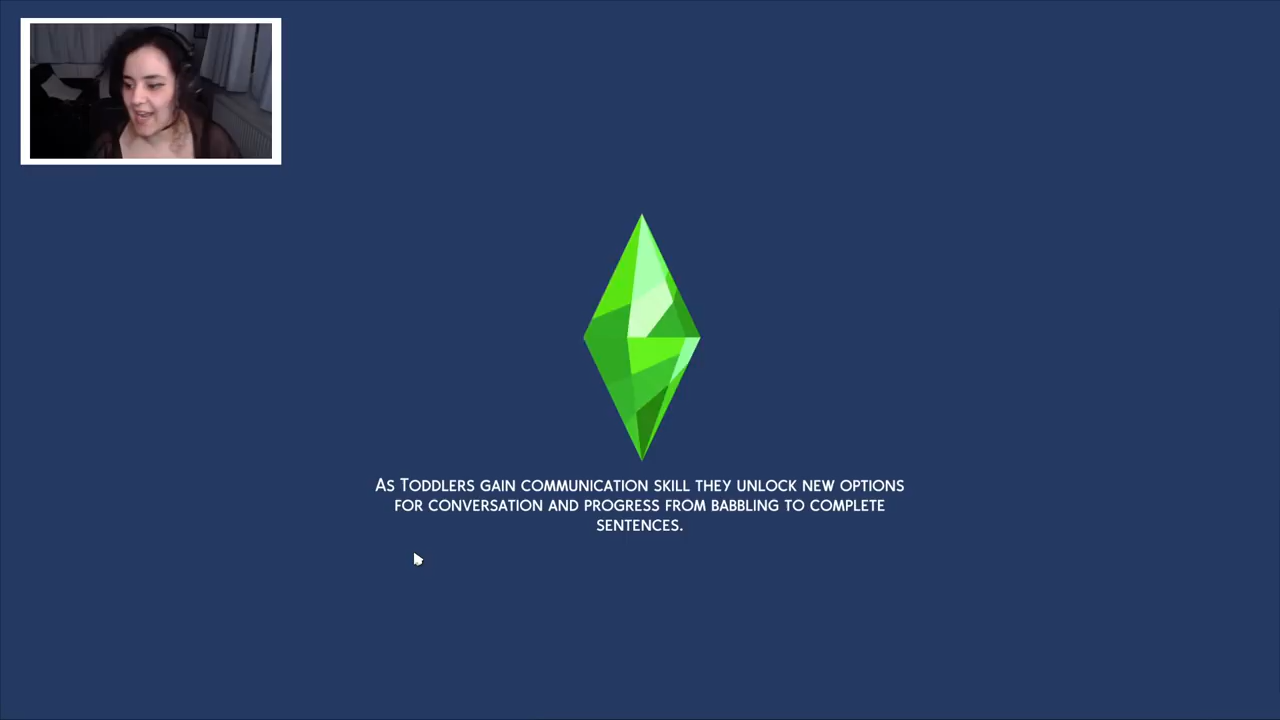 As Toddlers gain communication skill they unlock new options
for conversation and progress from babbling to complete
sentences.